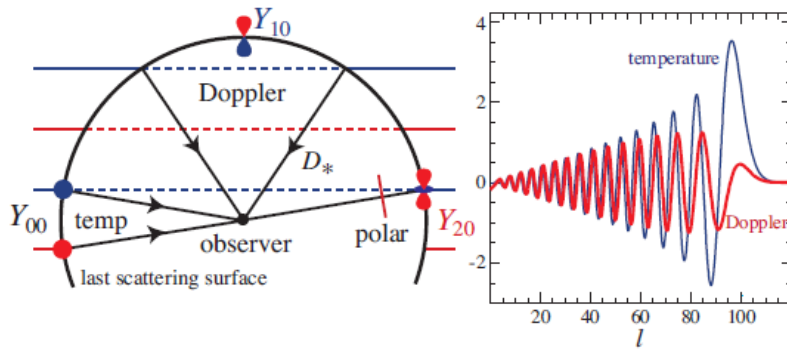 Y₁₀
Doppler
D*
Y₀₀
temp
observer
polar
Y₂₀
last scattering surface
4
2
0
-2
temperature
Doppler
20
40
60
80
100
l